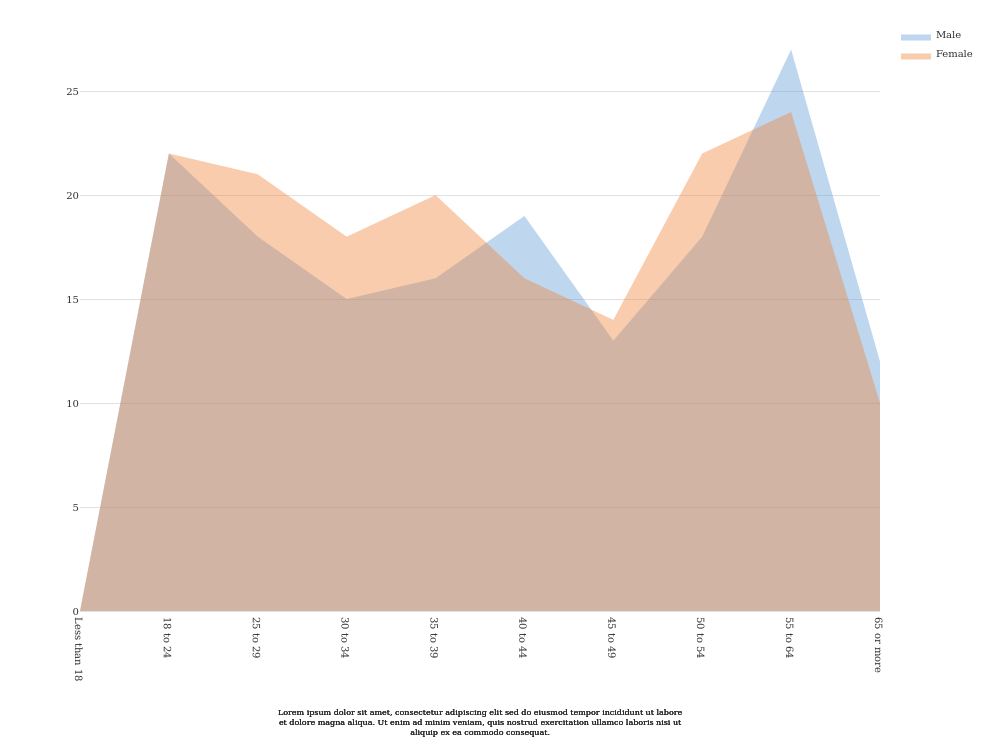 Male
Female
25
20
15
10
5
0
Less than 18
18 to 24
25 to 29
30 to 34
35 to 39
40 to 44
45 to 49
50 to 54
55 to 64
65 or more
Lorem ipsum dolor sit amet, consectetur adipiscing elit sed do eiusmod tempor incididunt ut labore
et dolore magna aliqua. Ut enim ad minim veniam, quis nostrud exercitation ullamco laboris nisi ut
aliquip ex ea commodo consequat.